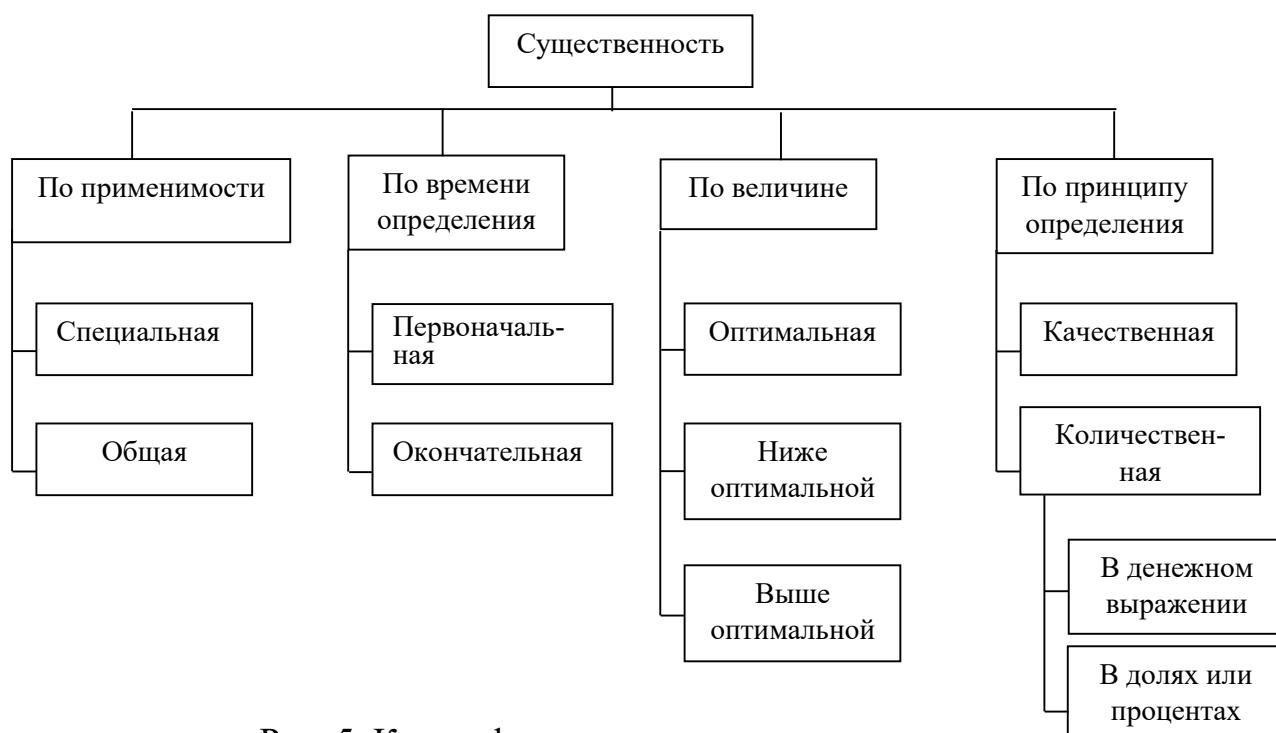 Существенность
По применимости
По времени
определения
По величине
По принципу
определения
Специальная
Первоначаль-
ная
Оптимальная
Качественная
Общая
Окончательная
Ниже
оптимальной
Количествен-
ная
Выше
оптимальной
В денежном
выражении
В долях или
процентах